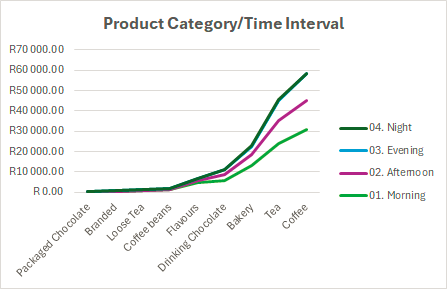 Product Category/Time Interval
R70 000.00
R60 000.00
R50 000.00
R40 000.00
R30 000.00
R20 000.00
R10 000.00
R 0.00
Packaged Chocolate
Branded
Loose Tea
Coffee beans
Flavours
Drinking Chocolate
Bakery
Tea
Coffee
04. Night
03. Evening
02. Afternoon
01. Morning